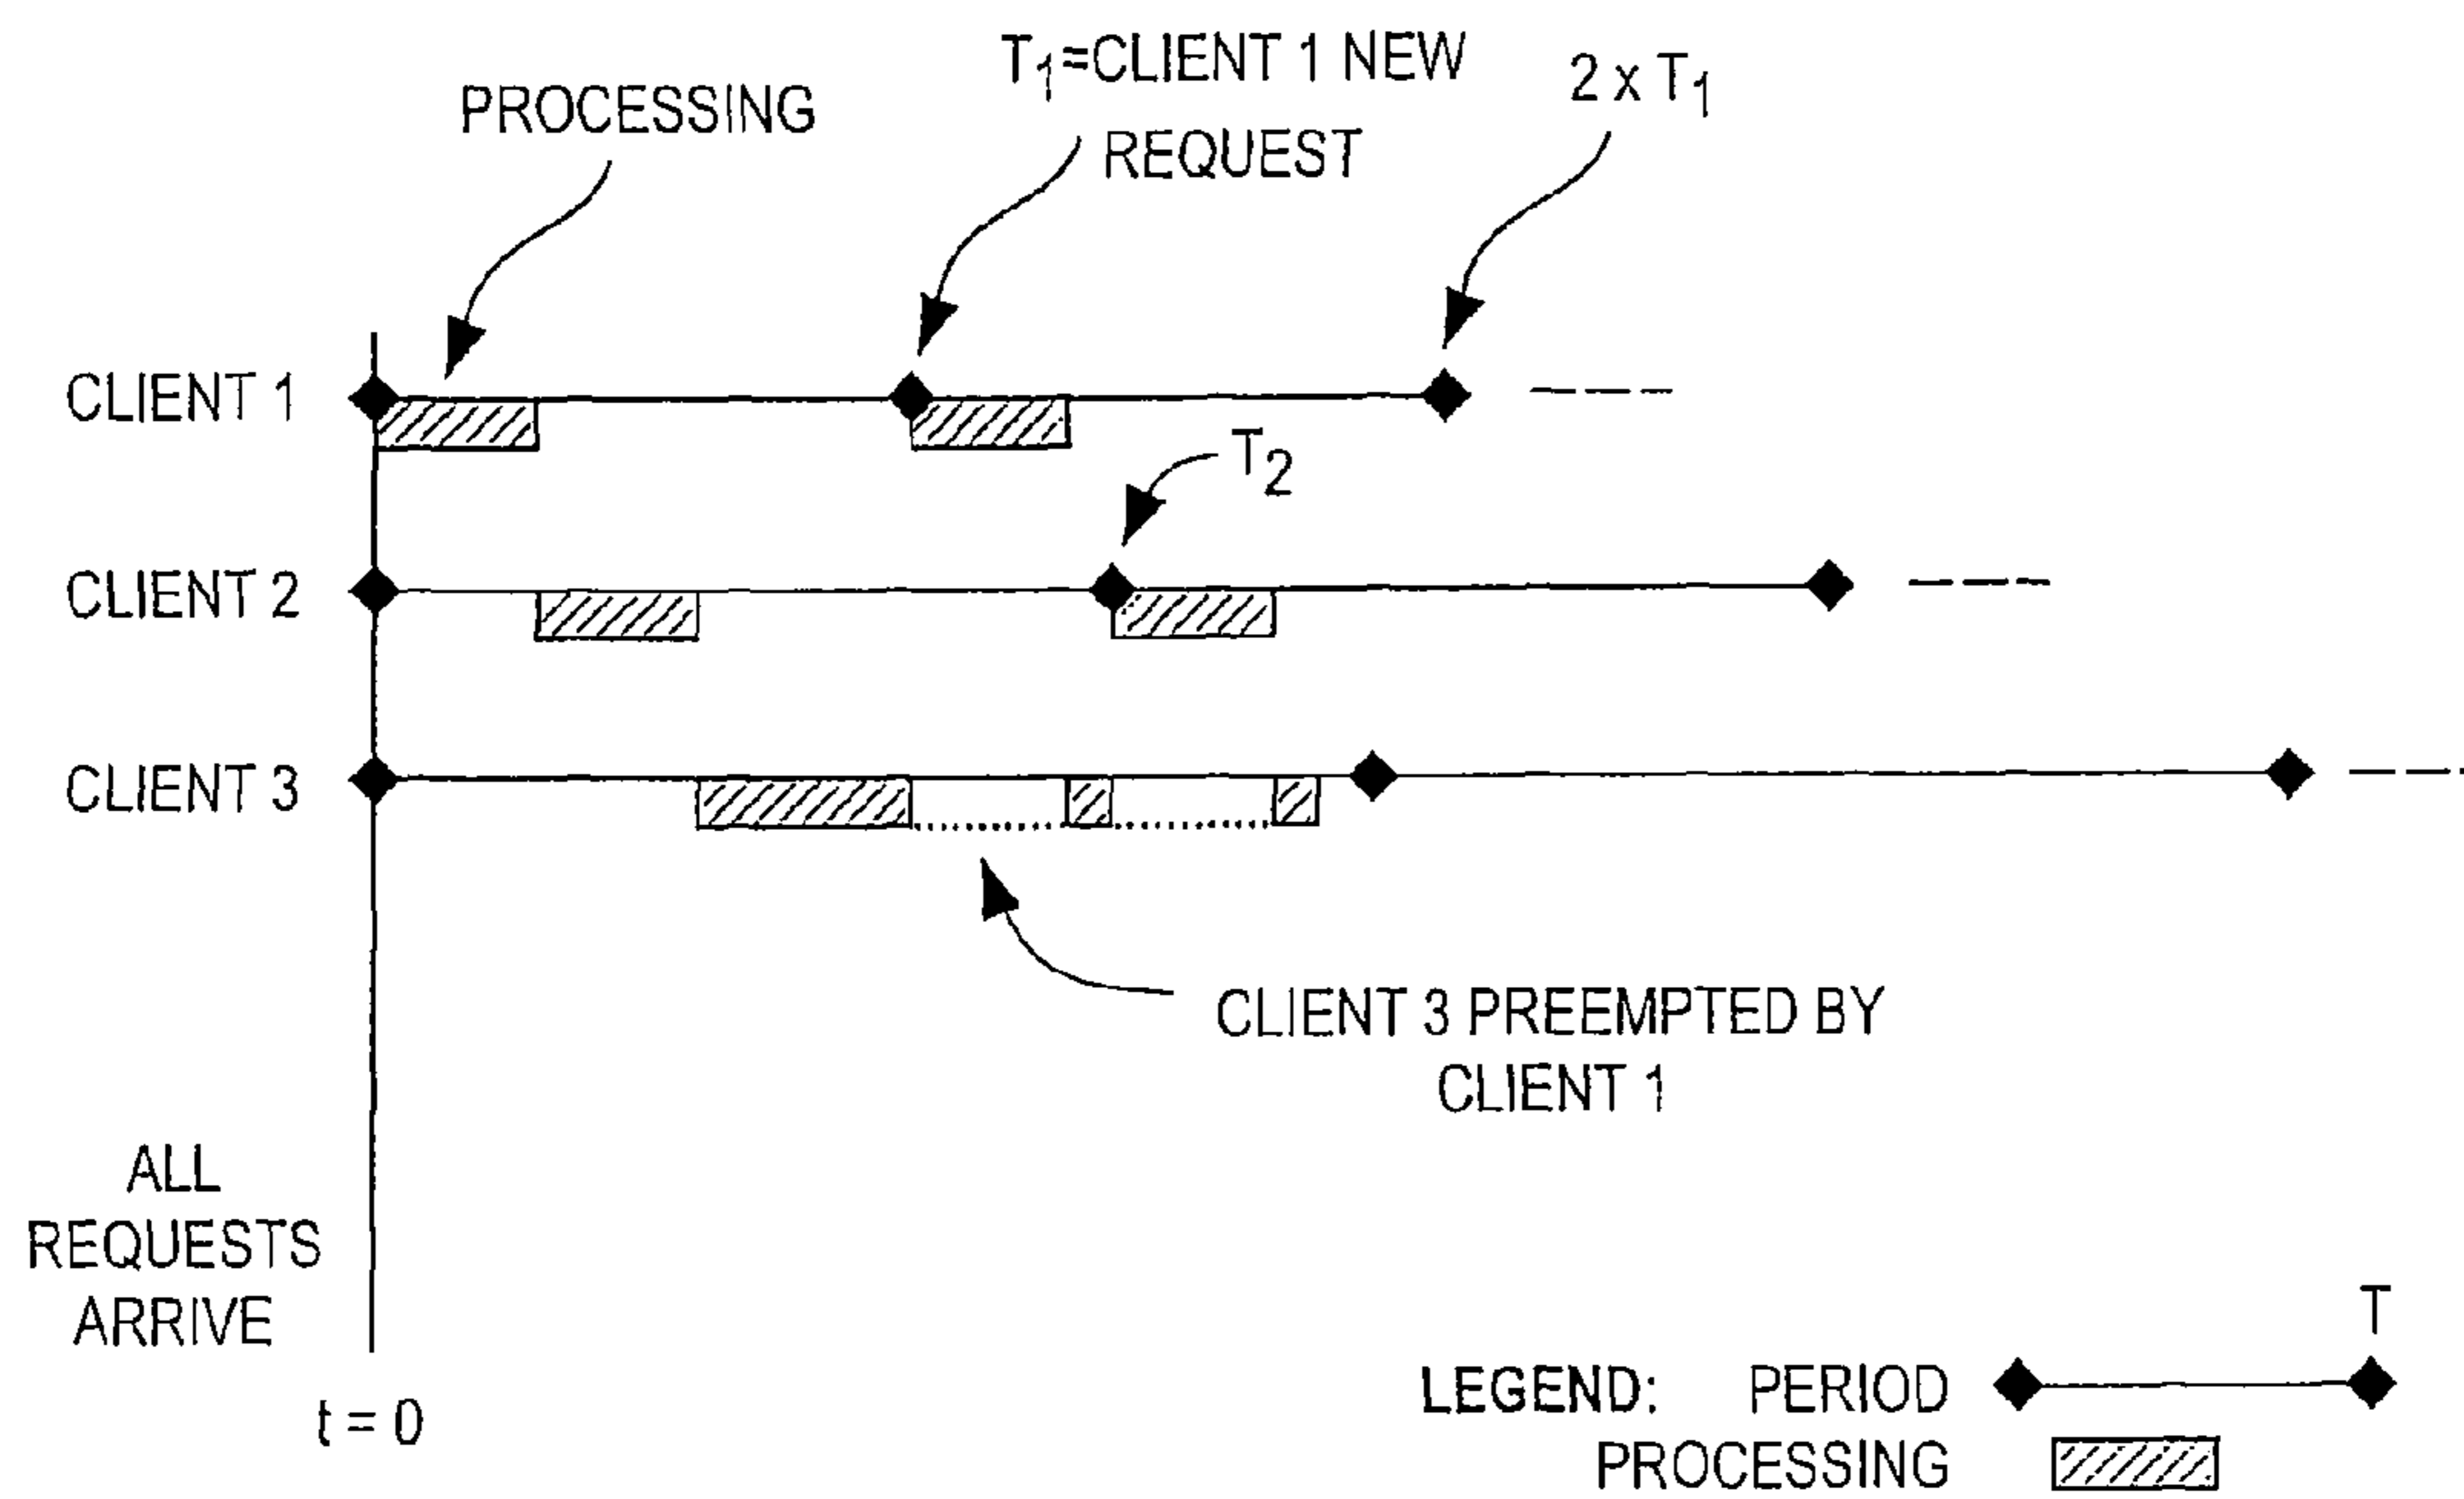 PROCESSING
T1=CLIENT 1 NEW
REQUEST
2 x T1
CLIENT 1
T2
CLIENT 2
CLIENT 3
CLIENT 3 PREEMPTED BY
CLIENT 1
ALL
REQUESTS
ARRIVE
t = 0
T
LEGEND: PERIOD
PROCESSING